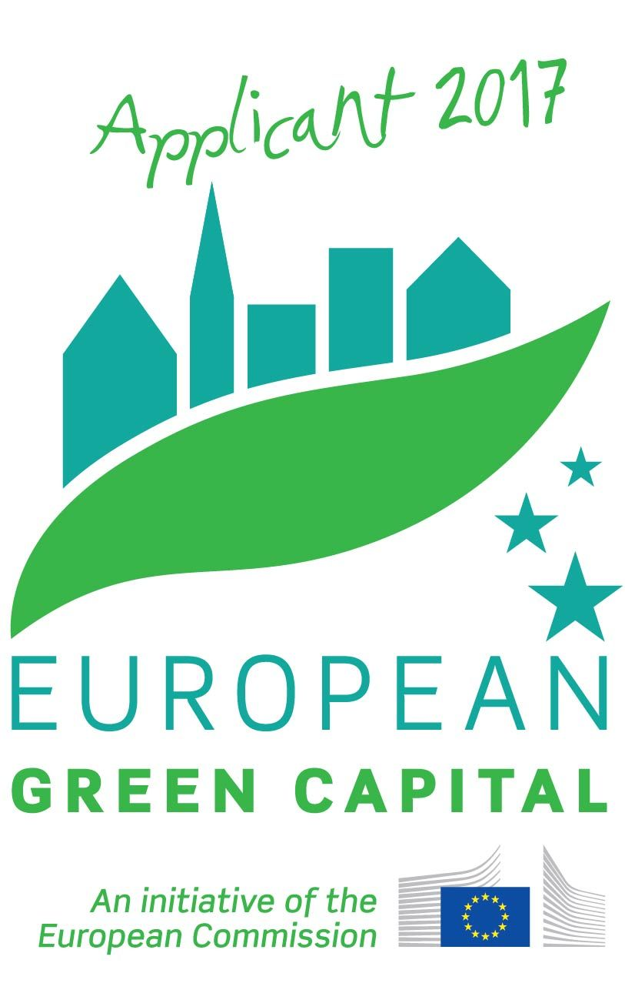 Applicant 2017
EUROPEAN
GREEN CAPITAL
An initiative of the
European Commission